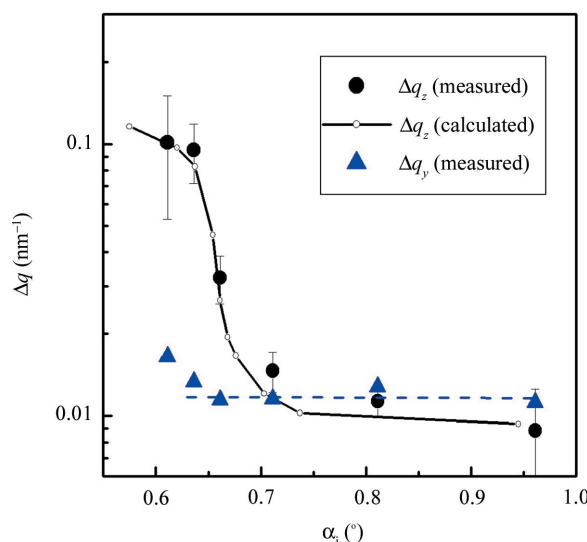 Δq_z (measured)
Δq_z (calculated)
Δq_y (measured)
0.1
0.01
Δq (nm⁻¹)
0.6 0.7 0.8 0.9 1.0
α_i (°)